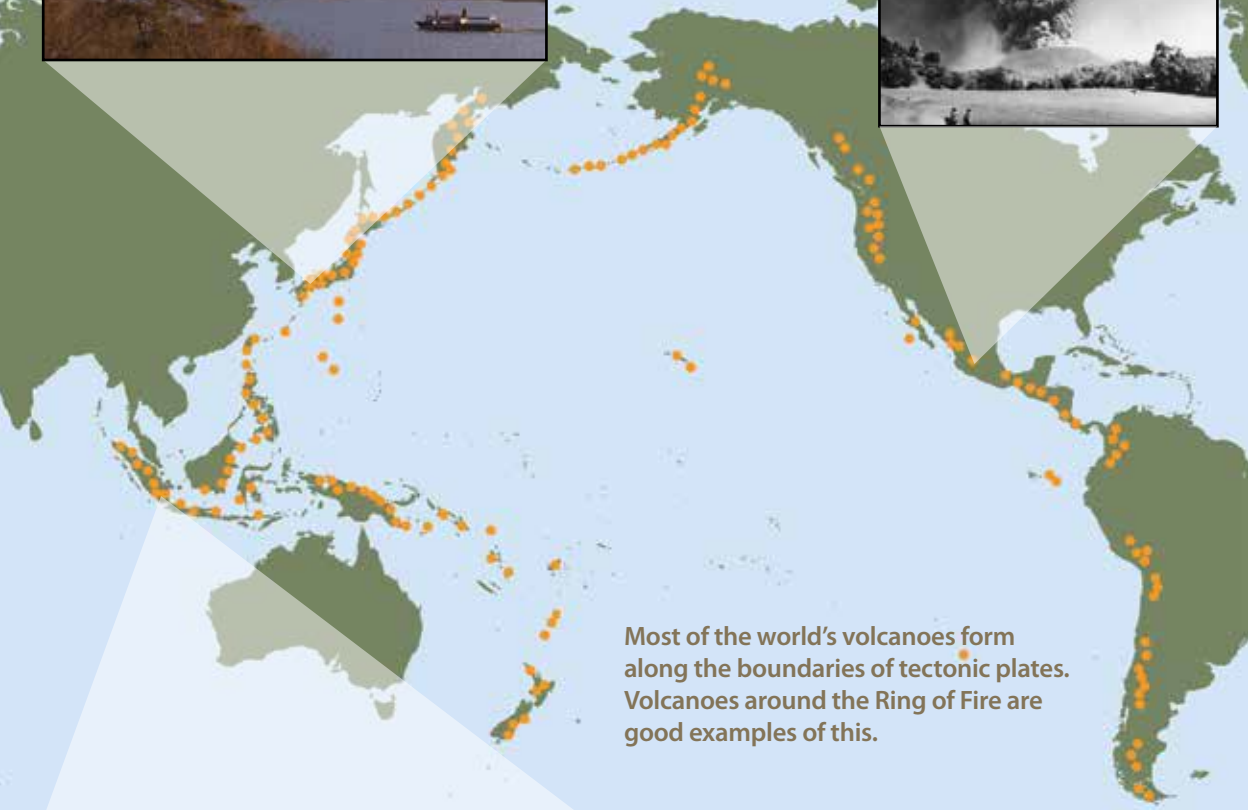 Most of the world’s volcanoes form
along the boundaries of tectonic plates.
Volcanoes around the Ring of Fire are
good examples of this.